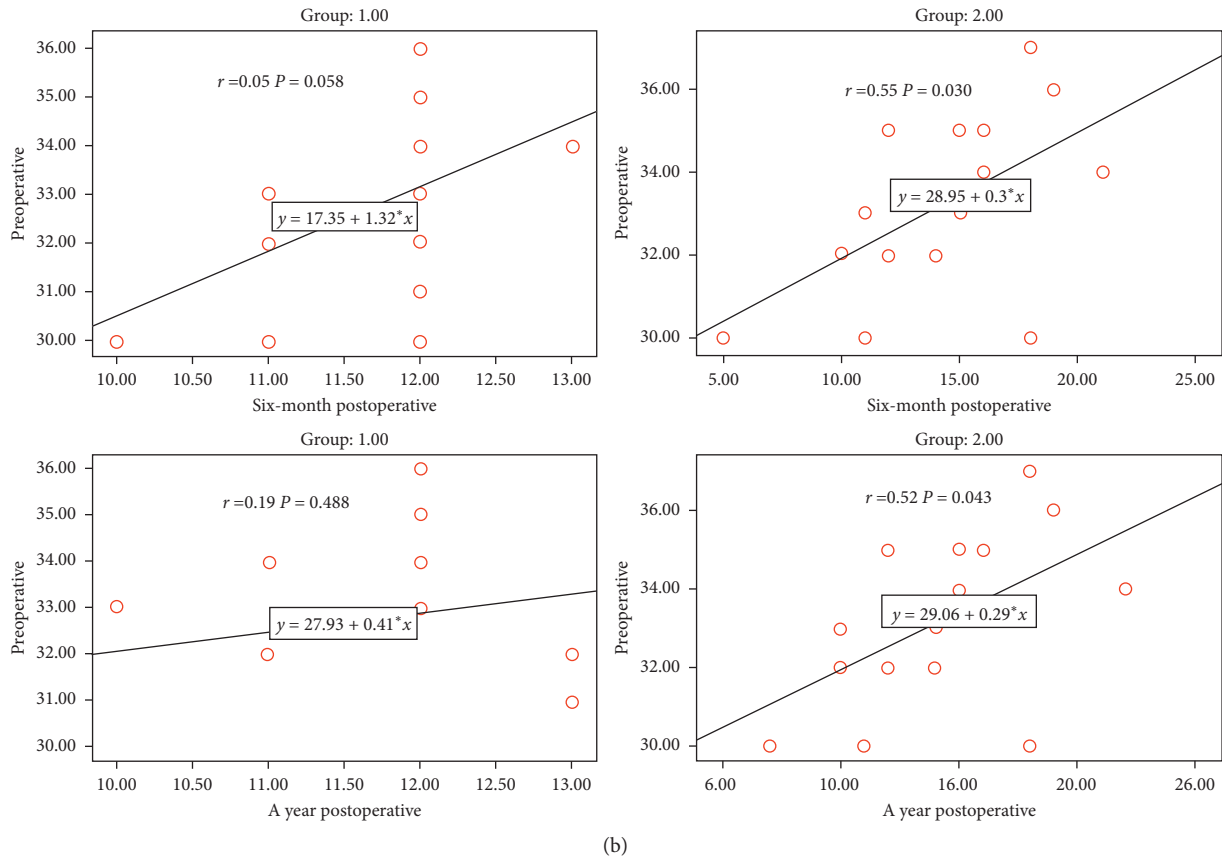 Group: 1.00
36.00
35.00
34.00
33.00
32.00
31.00
30.00
Preoperative
r =0.05 P = 0.058
y = 17.35 + 1.32*x
10.00 10.50 11.00 11.50 12.00 12.50 13.00
Six-month postoperative
Group: 2.00
36.00
34.00
32.00
30.00
Preoperative
r =0.55 P = 0.030
y = 28.95 + 0.3*x
5.00 10.00 15.00 20.00 25.00
Six-month postoperative
Group: 1.00
36.00
35.00
34.00
33.00
32.00
31.00
30.00
Preoperative
r =0.19 P = 0.488
y = 27.93 + 0.41*x
10.00 10.50 11.00 11.50 12.00 12.50 13.00
A year postoperative
Group: 2.00
36.00
34.00
32.00
30.00
Preoperative
r =0.52 P = 0.043
y = 29.06 + 0.29*x
6.00 10.00 16.00 20.00 26.00
A year postoperative
(b)